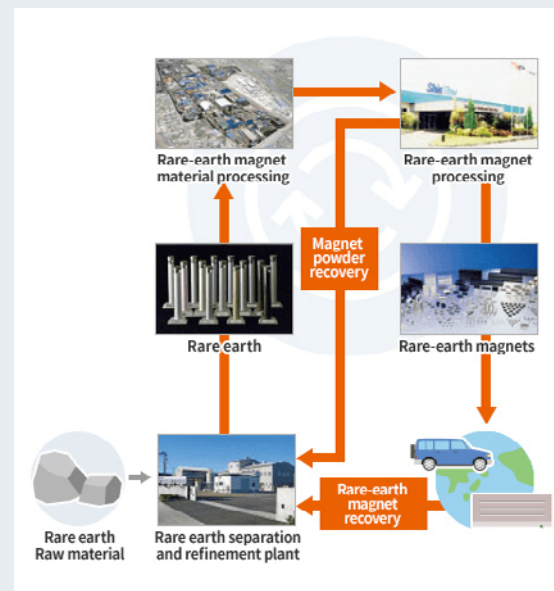 Rare-earth magnet
material processing
Rare-earth magnet
processing
Magnet
powder
recovery
Rare earth
Rare-earth magnets
Rare earth
Raw material
Rare earth separation
and refinement plant
Rare-earth
magnet
recovery